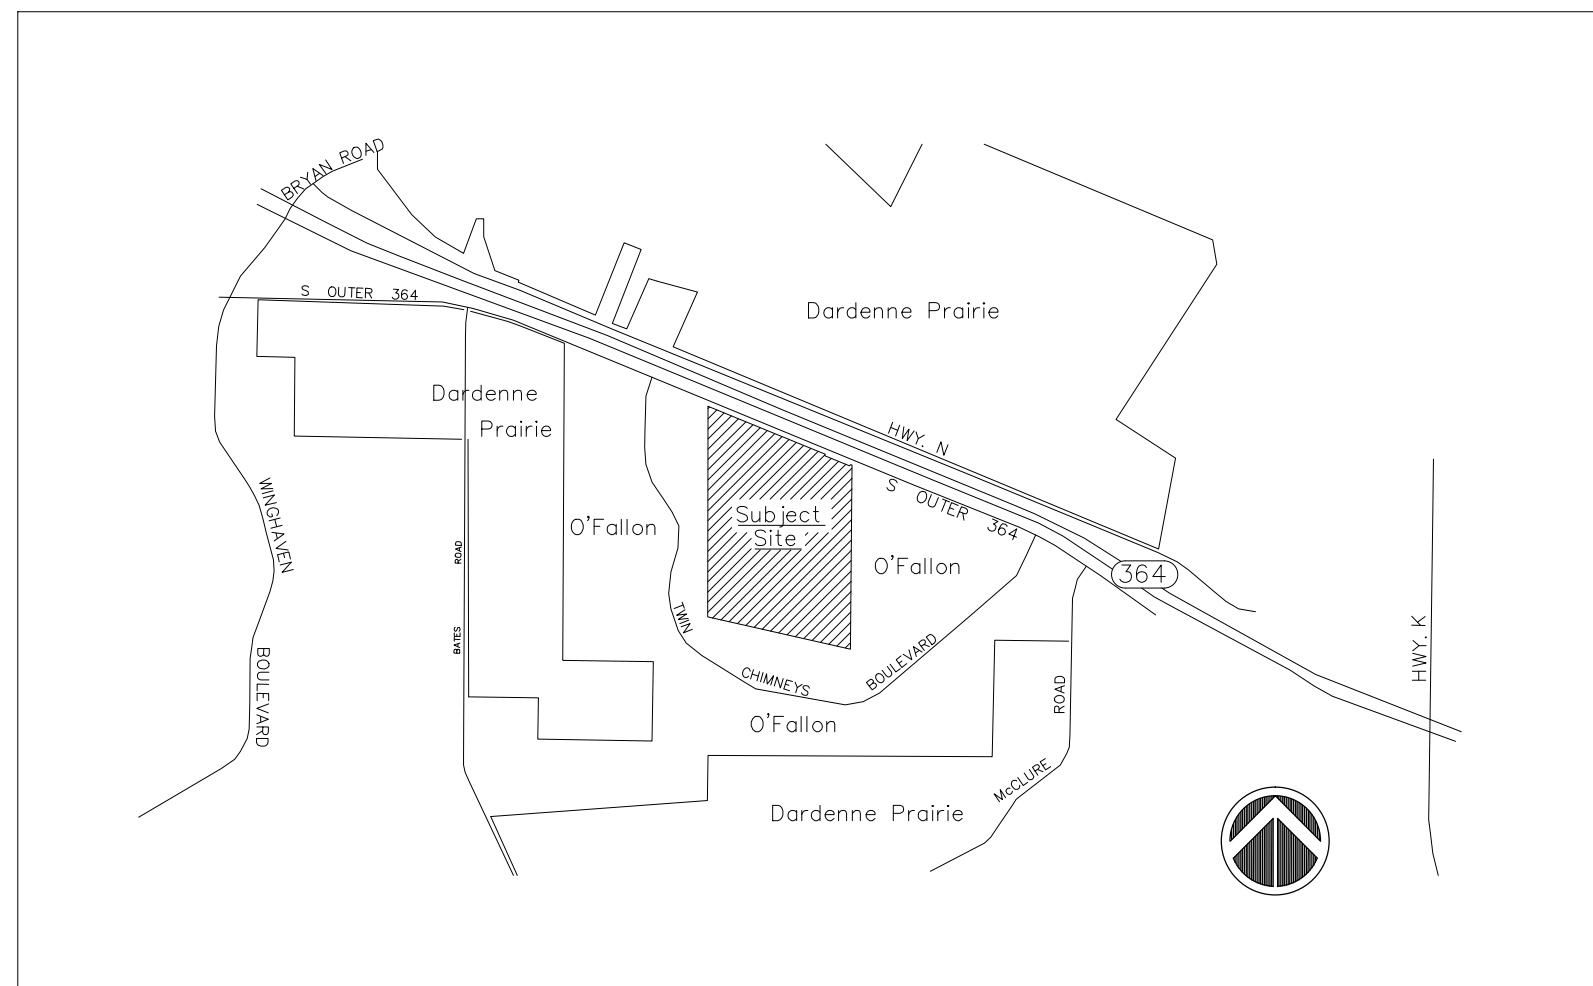 BRYAN ROAD
S OUTER 364
Dardenne Prairie
Dardenne
Prairie
HWY. N
S OUTER 364
WINGHAVEN
BOULEVARD
Subject
Site
O'Fallon
O'Fallon
ROAD
BATES
364
TWIN
CHIMNEYS
BOULEVARD
HWY. K
O'Fallon
ROAD
McCLURE
Dardenne Prairie